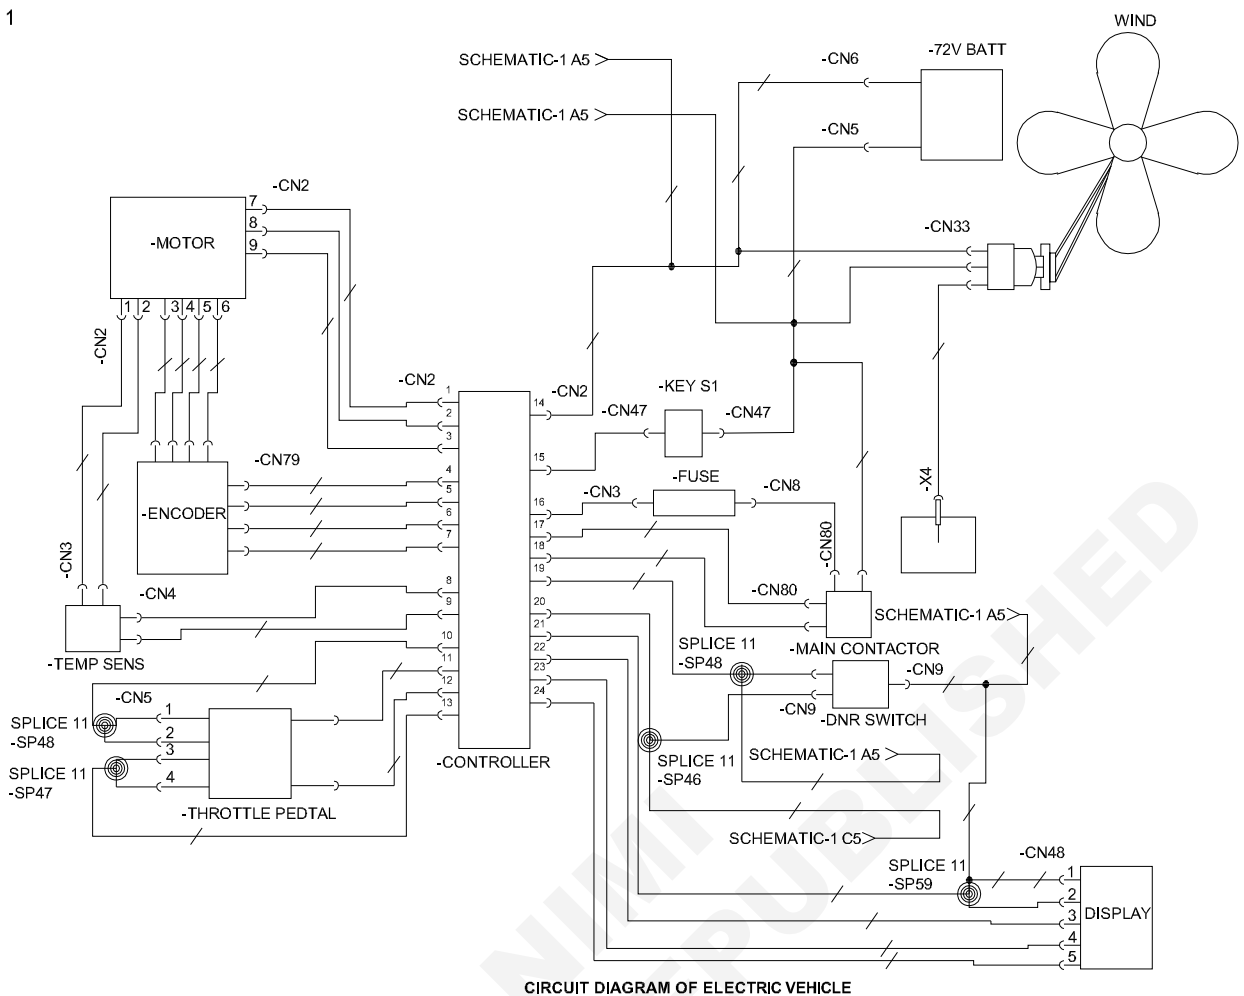 1
WIND
-72V BATT
SCHEMATIC-1 A5
-CN6
SCHEMATIC-1 A5
-CN5
-CN33
-CN2
7
8
9
-MOTOR
1 2 3 4 5 6
-CN2
-CN2
-CN2
-KEY S1
-CN47
-CN47
1
2
3
4
5
6
7
8
9
10
11
12
13
14
15
16
17
18
19
20
21
22
23
24
-CN79
-ENCODER
-CN3
-FUSE
-CN8
-X4
-CN80
-CN80
-CN3
-CN4
-TEMP SENS
-MAIN CONTACTOR
SCHEMATIC-1 A5
SPLICE 11
-SP48
-CN9
-CN9
-DNR SWITCH
-CN5
SPLICE 11
-SP48
1
2
3
4
SPLICE 11
-SP47
-THROTTLE PEDTAL
-CONTROLLER
SPLICE 11
-SP46
SCHEMATIC-1 A5
SCHEMATIC-1 C5
SPLICE 11
-SP59
-CN48
1
2
3
4
5
DISPLAY
CIRCUIT DIAGRAM OF ELECTRIC VEHICLE
NIMI